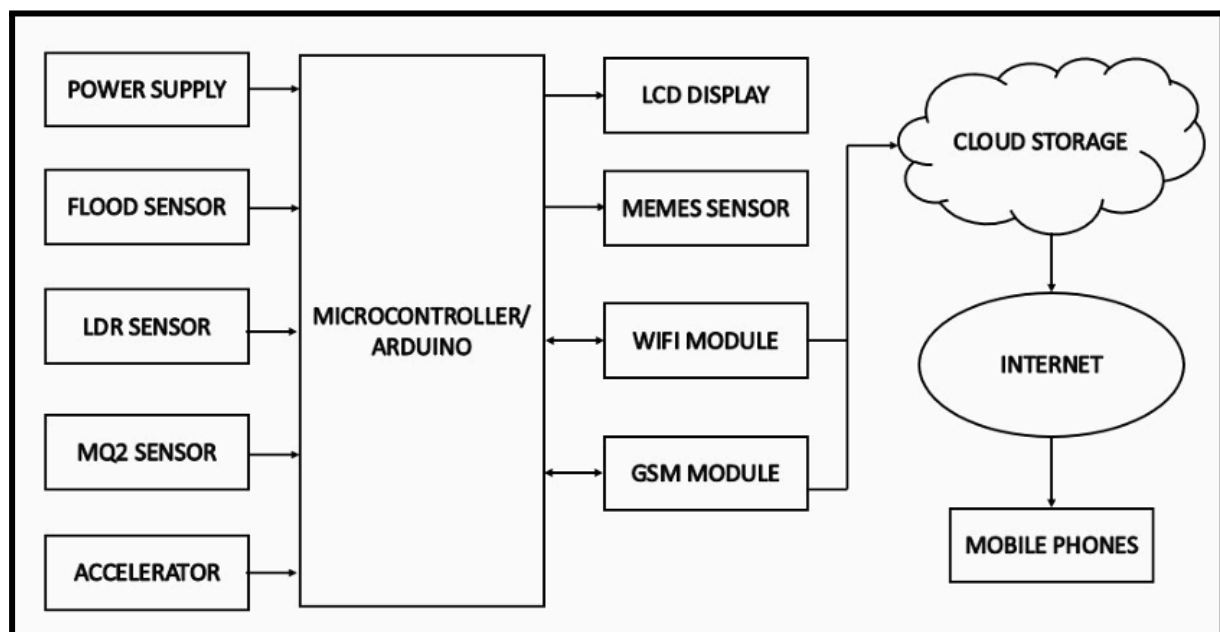 POWER SUPPLY
FLOOD SENSOR
LDR SENSOR
MQ2 SENSOR
ACCELERATOR
MICROCONTROLLER/
ARDUINO
LCD DISPLAY
MEMES SENSOR
WIFI MODULE
GSM MODULE
CLOUD STORAGE
INTERNET
MOBILE PHONES